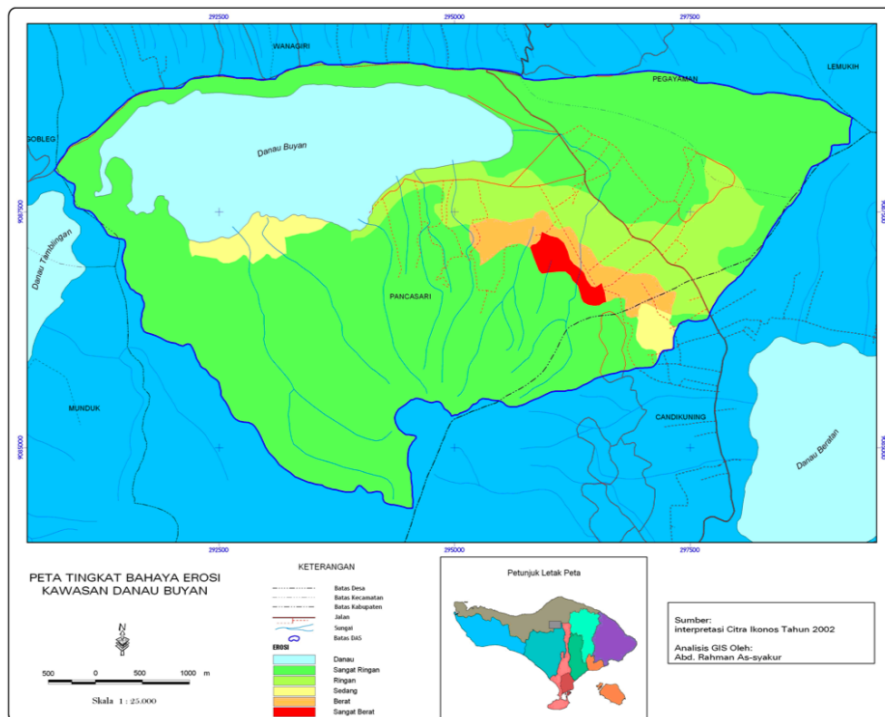 292500
295000
297500
WANAGIRI
LEMUKIH
PEGAYAMAN
GOBLEG
Danau Buyan
9087500
Danau Tamblingan
PANCASARI
MUNDUK
CANDIKUNING
9085000
Danau Beratan
292500
295000
297500
PETA TINGKAT BAHAYA EROSI
KAWASAN DANAU BUYAN
N
500 0 500 1000 m
Skala 1 : 25.000
KETERANGAN
Batas Desa
Batas Kecamatan
Batas Kabupaten
Jalan
Sungai
Batas DAS
EROSI
Danau
Sangat Ringan
Ringan
Sedang
Berat
Sangat Berat
Petunjuk Letak Peta
Sumber:
interpretasi Citra Ikonos Tahun 2002
Analisis GIS Oleh:
Abd. Rahman As-syakur